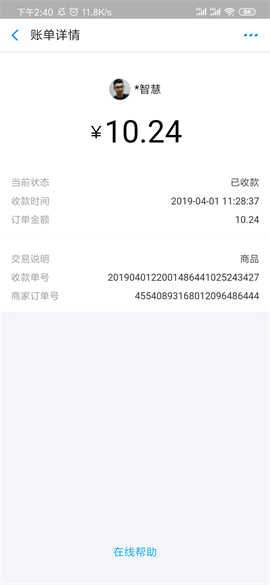 下午2:40 11.8K/s 64
账单详情
*智慧
¥10.24
当前状态 已收款
收款时间 2019-04-01 11:28:37
订单金额 10.24
交易说明 商品
收款单号 20190401220014864410252434​27
商家订单号 45540893168012096486444
在线帮助